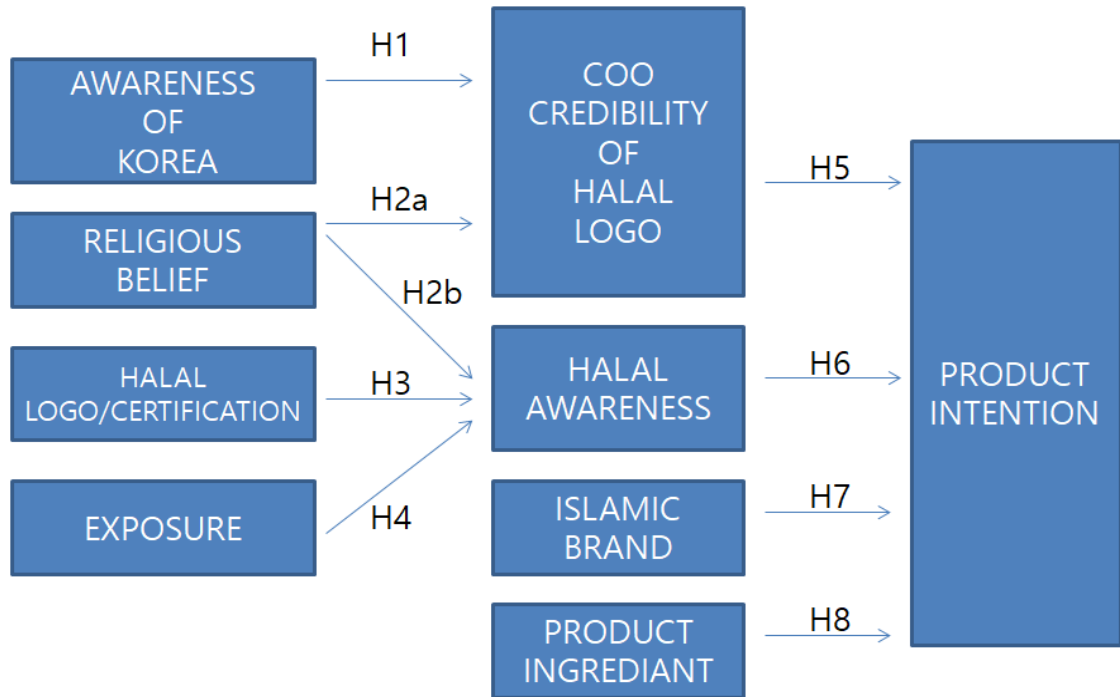 AWARENESS
OF
KOREA
RELIGIOUS
BELIEF
HALAL
LOGO/CERTIFICATION
EXPOSURE
H1
H2a
H2b
H3
H4
COO
CREDIBILITY
OF
HALAL
LOGO
HALAL
AWARENESS
ISLAMIC
BRAND
PRODUCT
INGREDIANT
H5
H6
H7
H8
PRODUCT
INTENTION